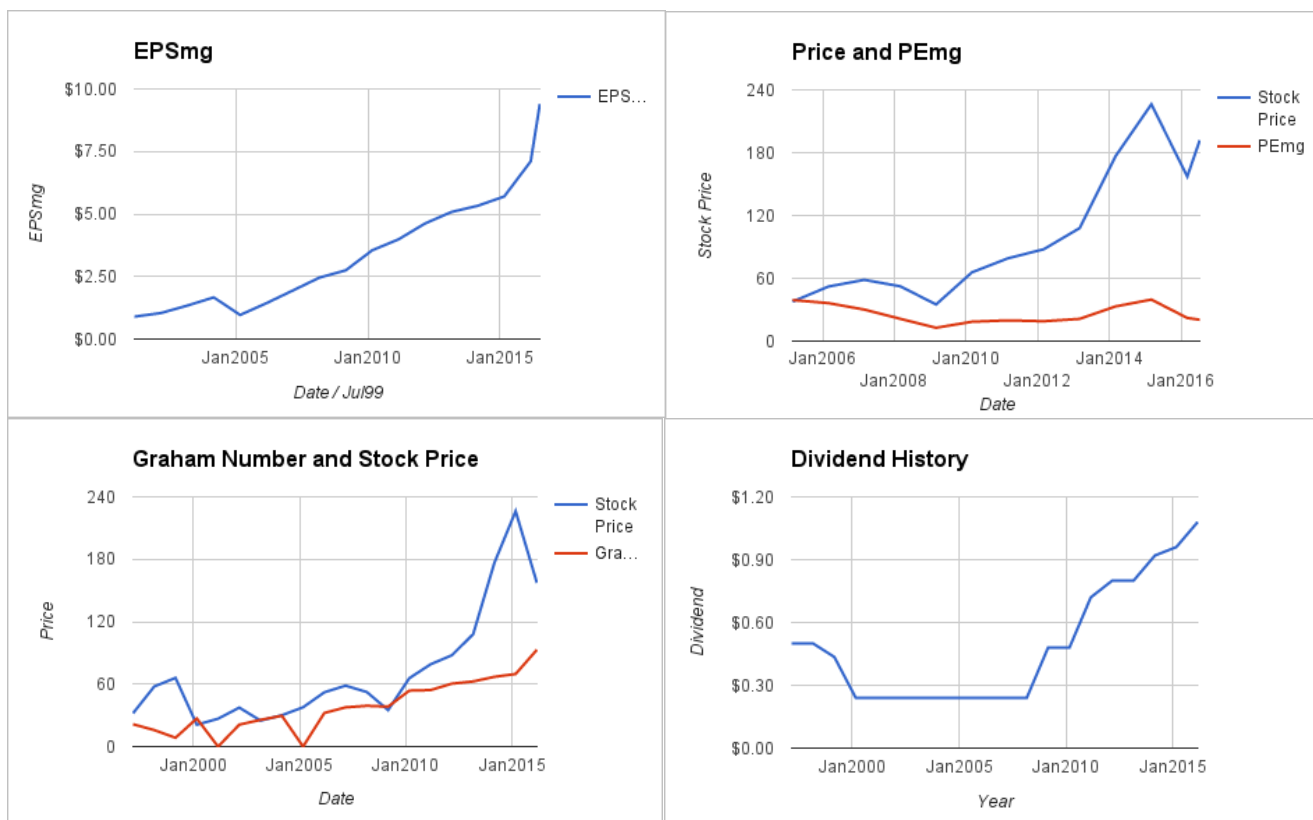 EPSmg
$10.00
$7.50
$5.00
$2.50
$0.00
EPSmg
Jan2005
Jan2010
Jan2015
Date / Jul99
EPS…
Price and PEmg
240
180
120
60
0
Stock Price
Jan2006
Jan2008
Jan2010
Jan2012
Jan2014
Jan2016
Date
Stock
Price
PEmg
Graham Number and Stock Price
240
180
120
60
0
Price
Jan2000
Jan2005
Jan2010
Jan2015
Date
Stock
Price
Gra…
Dividend History
$1.20
$0.90
$0.60
$0.30
$0.00
Dividend
Jan2000
Jan2005
Jan2010
Jan2015
Year